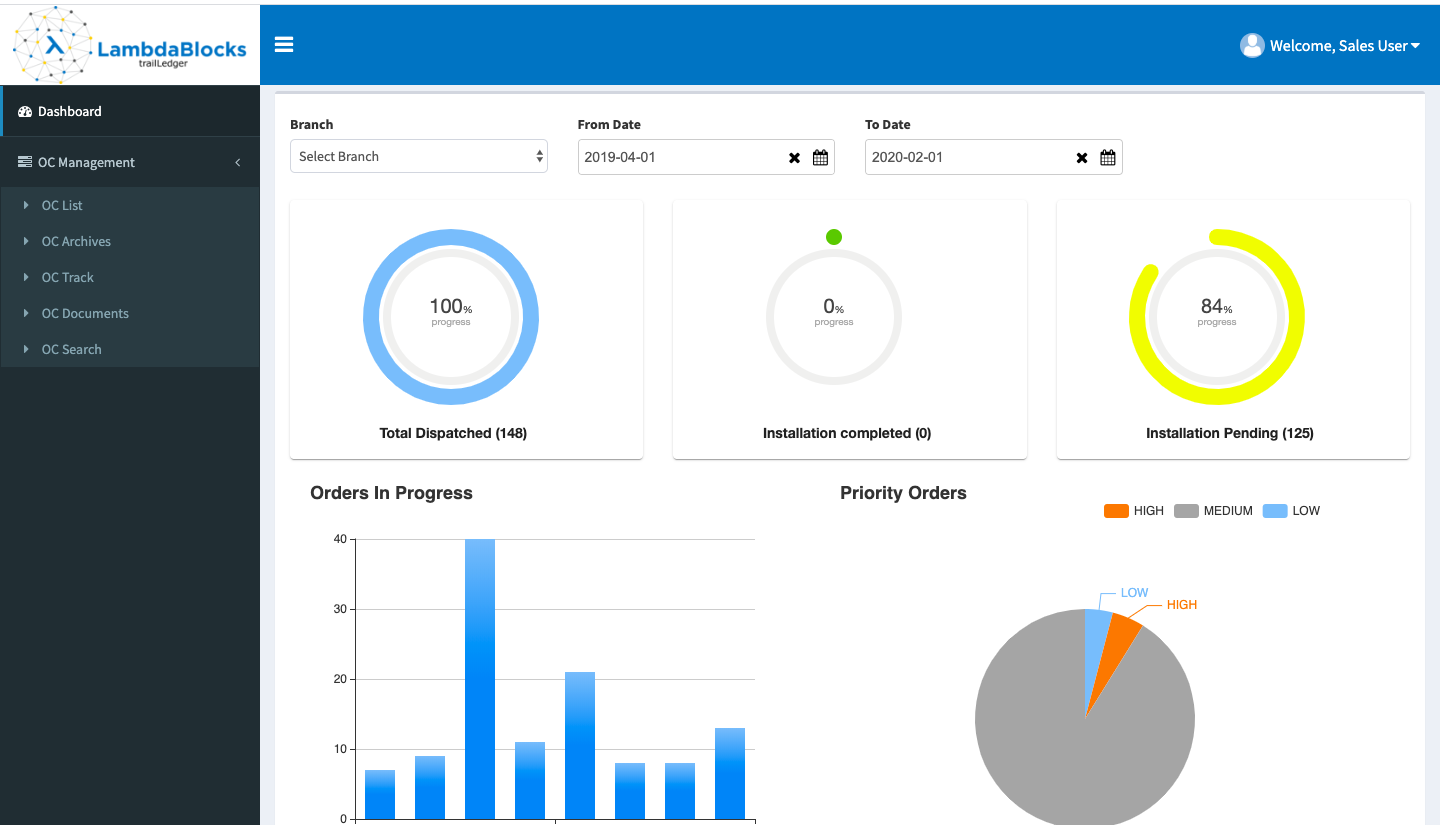 LambdaBlocks
trailLedger
Welcome, Sales User
Dashboard
OC Management
OC List
OC Archives
OC Track
OC Documents
OC Search
Branch
Select Branch
From Date
2019-04-01
To Date
2020-02-01
100%
progress
Total Dispatched (148)
0%
progress
Installation completed (0)
84%
progress
Installation Pending (125)
Orders In Progress
40
30
20
10
0
Priority Orders
HIGH MEDIUM LOW
LOW
HIGH